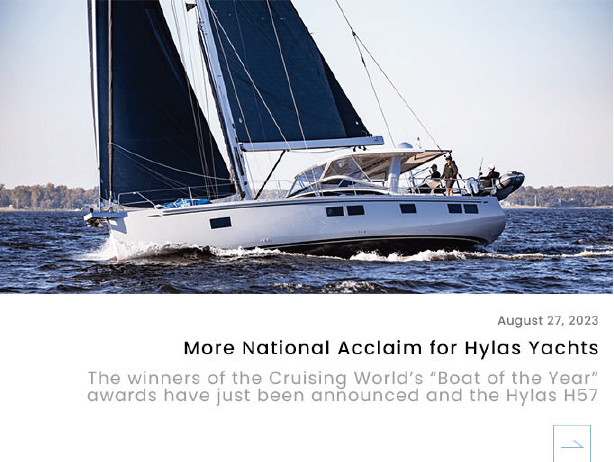 August 27, 2023
More National Acclaim for Hylas Yachts
The winners of the Cruising World's “Boat of the Year”
awards have just been announced and the Hylas H57